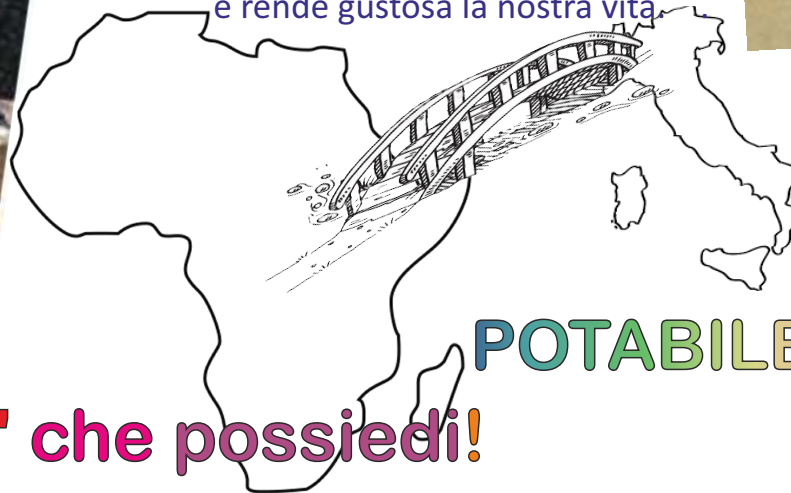 e rende gustosa la nostra vita. . .
POTABILE
" che possiedi!